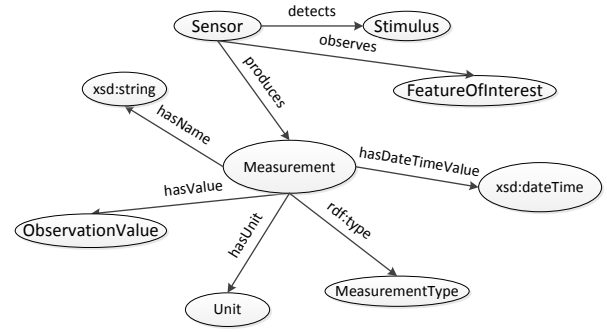 detects
Sensor
Stimulus
observes
produces
FeatureOfInterest
xsd:string
hasName
Measurement
hasDateTimeValue
xsd:dateTime
hasValue
ObservationValue
hasUnit
rdf:type
MeasurementType
Unit